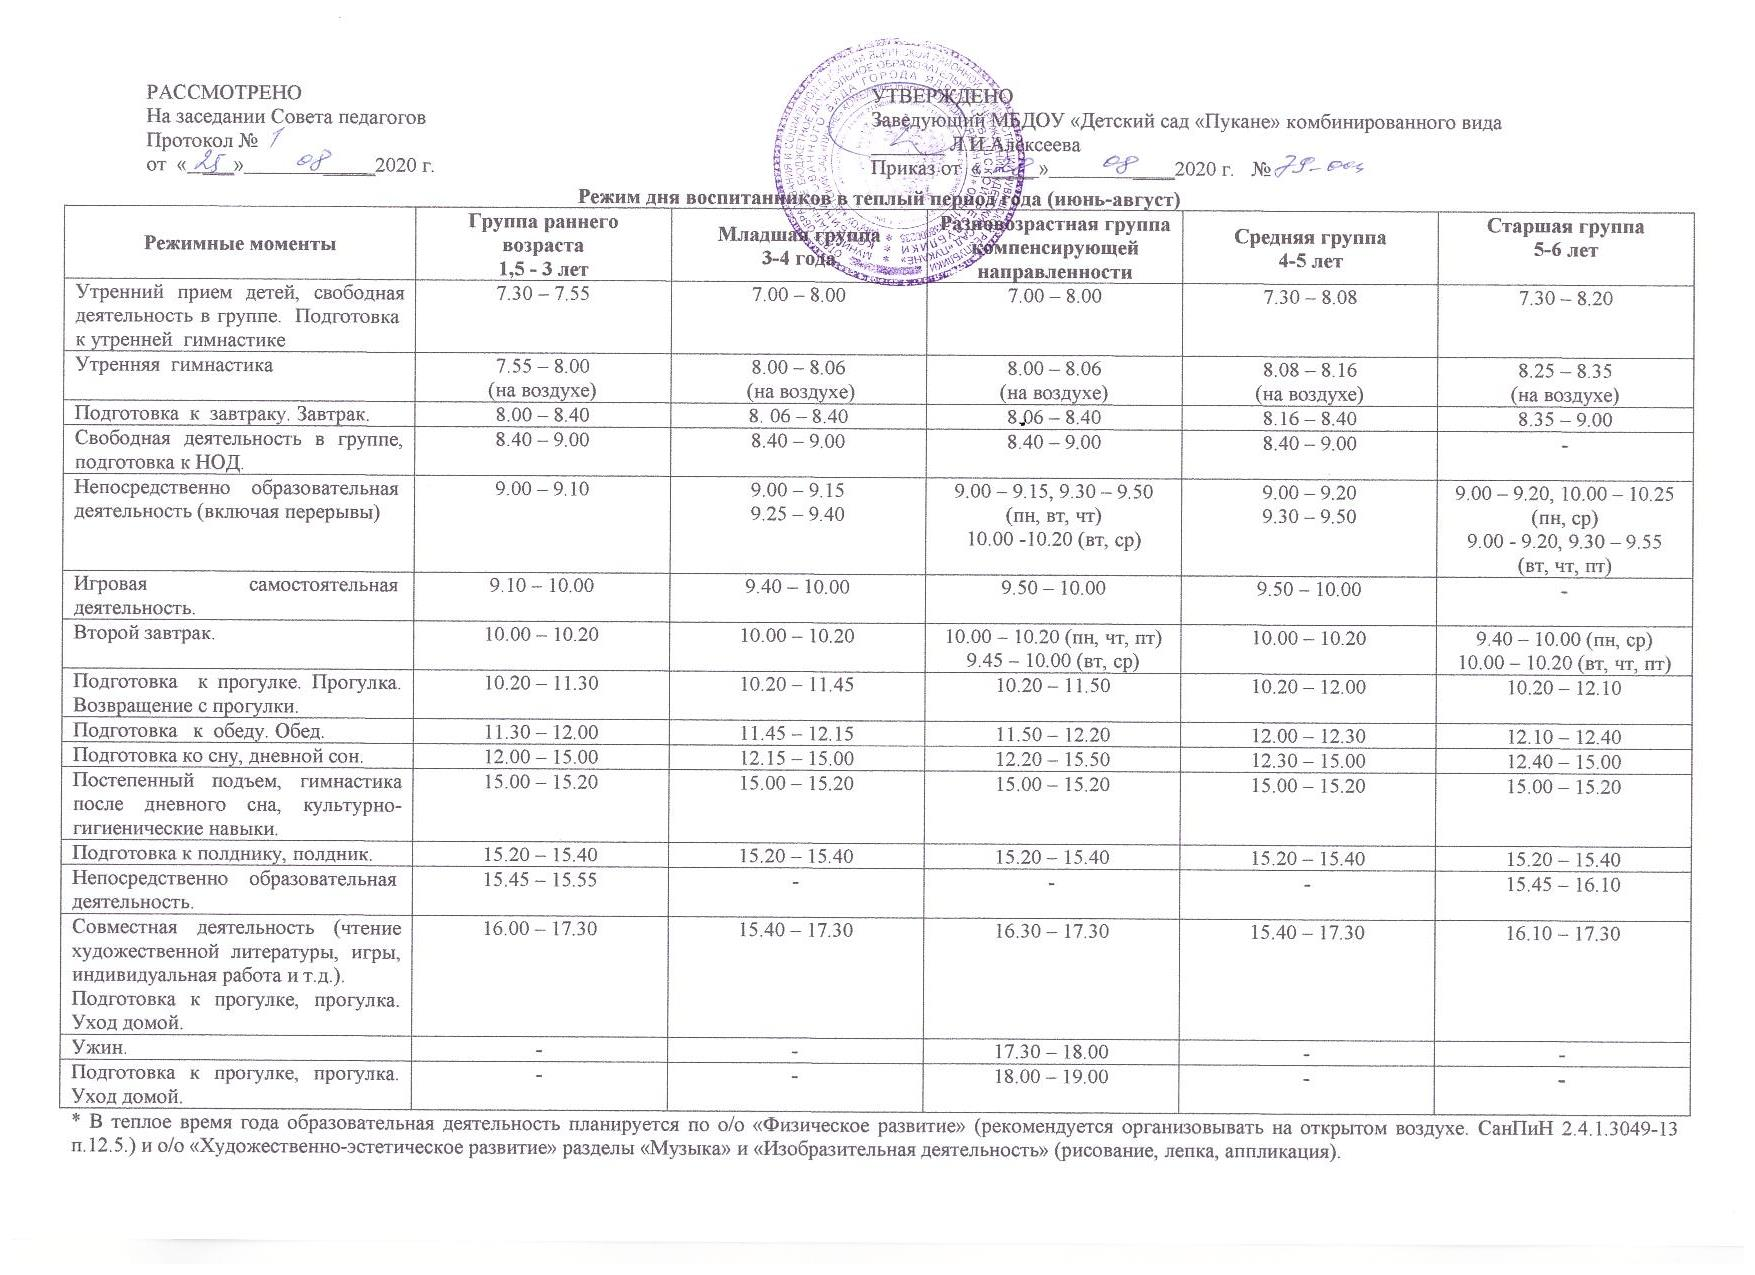 РАССМОТРЕНО
На заседании Совета педагогов
Протокол № 1
от «25» 08 2020 г.
УТВЕРЖДЕНО
Заведующий МБДОУ «Детский сад «Пукане» комбинированного вида
Л.И.Алексеева
Приказ от « » 08 2020 г. №
Режим дня воспитанников в теплый период года (июнь-август)
Режимные моменты
Группа раннего
возраста
1,5 - 3 лет
Младшая группа
3-4 года
Разновозрастная группа
компенсирующей
направленности
Средняя группа
4-5 лет
Старшая группа
5-6 лет
Утренний прием детей, свободная
деятельность в группе. Подготовка
к утренней гимнастике
7.30 – 7.55
7.00 – 8.00
7.00 – 8.00
7.30 – 8.08
7.30 – 8.20
Утренняя гимнастика
7.55 – 8.00
(на воздухе)
8.00 – 8.06
(на воздухе)
8.00 – 8.06
(на воздухе)
8.08 – 8.16
(на воздухе)
8.25 – 8.35
(на воздухе)
Подготовка к завтраку. Завтрак.
8.00 – 8.40
8. 06 – 8.40
8.06 – 8.40
8.16 – 8.40
8.35 – 9.00
Свободная деятельность в группе,
подготовка к НОД.
8.40 – 9.00
8.40 – 9.00
8.40 – 9.00
8.40 – 9.00
-
Непосредственно образовательная
деятельность (включая перерывы)
9.00 – 9.10
9.00 – 9.15
9.25 – 9.40
9.00 – 9.15, 9.30 – 9.50
(пн, вт, чт)
10.00 -10.20 (вт, ср)
9.00 – 9.20
9.30 – 9.50
9.00 – 9.20, 10.00 – 10.25
(пн, ср)
9.00 - 9.20, 9.30 – 9.55
(вт, чт, пт)
Игровая самостоятельная
деятельность.
9.10 – 10.00
9.40 – 10.00
9.50 – 10.00
9.50 – 10.00
-
Второй завтрак.
10.00 – 10.20
10.00 – 10.20
10.00 – 10.20 (пн, чт, пт)
9.45 – 10.00 (вт, ср)
10.00 – 10.20
9.40 – 10.00 (пн, ср)
10.00 – 10.20 (вт, чт, пт)
Подготовка к прогулке. Прогулка.
Возвращение с прогулки.
10.20 – 11.30
10.20 – 11.45
10.20 – 11.50
10.20 – 12.00
10.20 – 12.10
Подготовка к обеду. Обед.
11.30 – 12.00
11.45 – 12.15
11.50 – 12.20
12.00 – 12.30
12.10 – 12.40
Подготовка ко сну, дневной сон.
12.00 – 15.00
12.15 – 15.00
12.20 – 15.50
12.30 – 15.00
12.40 – 15.00
Постепенный подъем, гимнастика
после дневного сна, культурно-
гигиенические навыки.
15.00 – 15.20
15.00 – 15.20
15.00 – 15.20
15.00 – 15.20
15.00 – 15.20
Подготовка к полднику, полдник.
15.20 – 15.40
15.20 – 15.40
15.20 – 15.40
15.20 – 15.40
15.20 – 15.40
Непосредственно образовательная
деятельность.
15.45 – 15.55
-
-
-
15.45 – 16.10
Совместная деятельность (чтение
художественной литературы, игры,
индивидуальная работа и т.д.).
Подготовка к прогулке, прогулка.
Уход домой.
16.00 – 17.30
15.40 – 17.30
16.30 – 17.30
15.40 – 17.30
16.10 – 17.30
Ужин.
-
-
17.30 – 18.00
-
-
Подготовка к прогулке, прогулка.
Уход домой.
-
-
18.00 – 19.00
-
-
* В теплое время года образовательная деятельность планируется по о/о «Физическое развитие» (рекомендуется организовывать на открытом воздухе. СанПиН 2.4.1.3049-13
п.12.5.) и о/о «Художественно-эстетическое развитие» разделы «Музыка» и «Изобразительная деятельность» (рисование, лепка, аппликация).